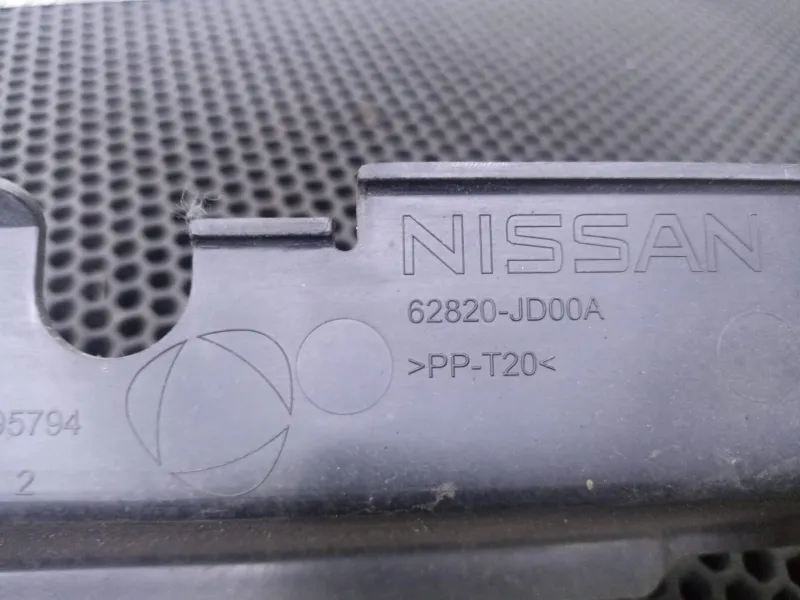 NISSAN
62820-JD00A
>PP-T20<
95794
2